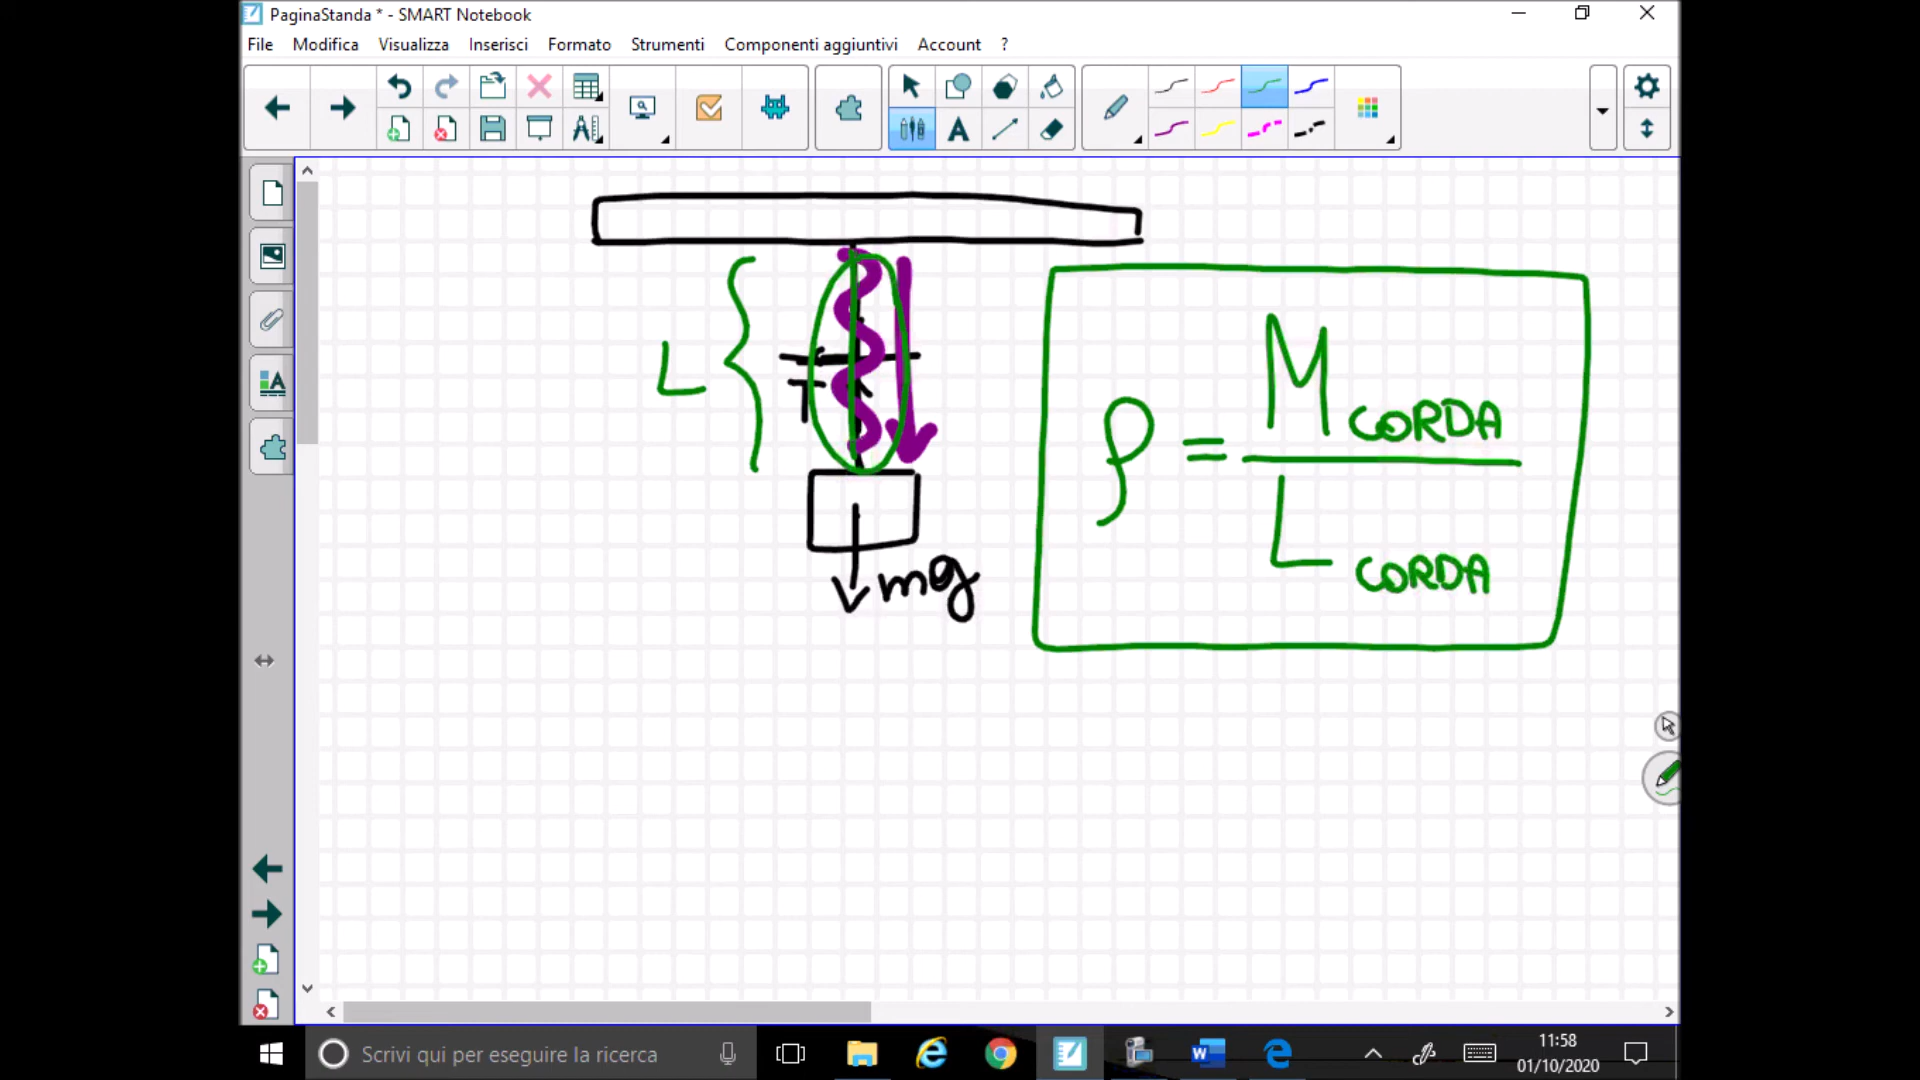 PaginaStanda * - SMART Notebook
File Modifica Visualizza Inserisci Formato Strumenti Componenti aggiuntivi Account ?
L
T
mg
ρ = M CORDA
L CORDA
Scrivi qui per eseguire la ricerca
11:58
01/10/2020